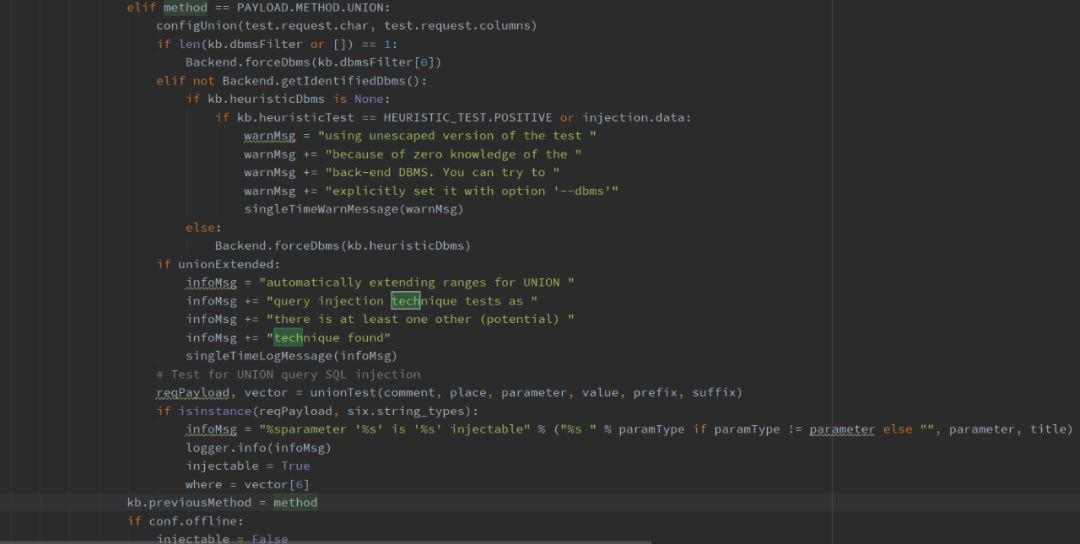 elif method == PAYLOAD.METHOD.UNION:
configUnion(test.request.char, test.request.columns)
if len(kb.dbmsFilter or []) == 1:
Backend.forceDbms(kb.dbmsFilter[0])
elif not Backend.getIdentifiedDbms():
if kb.heuristicDbms is None:
if kb.heuristicTest == HEURISTIC_TEST.POSITIVE or injection.data:
warnMsg = "using unescaped version of the test "
warnMsg += "because of zero knowledge of the "
warnMsg += "back-end DBMS. You can try to "
warnMsg += "explicitly set it with option '--dbms'"
singleTimeWarnMessage(warnMsg)
else:
Backend.forceDbms(kb.heuristicDbms)
if unionExtended:
infoMsg = "automatically extending ranges for UNION "
infoMsg += "query injection technique tests as "
infoMsg += "there is at least one other (potential) "
infoMsg += "technique found"
singleTimeLogMessage(infoMsg)
# Test for UNION query SQL injection
reqPayload, vector = unionTest(comment, place, parameter, value, prefix, suffix)
if isinstance(reqPayload, six.string_types):
infoMsg = "%sparameter '%s' is '%s' injectable" % ("%s " % paramType if paramType != parameter else "", parameter, title)
logger.info(infoMsg)
injectable = True
where = vector[6]
kb.previousMethod = method
if conf.offline:
injectable = False